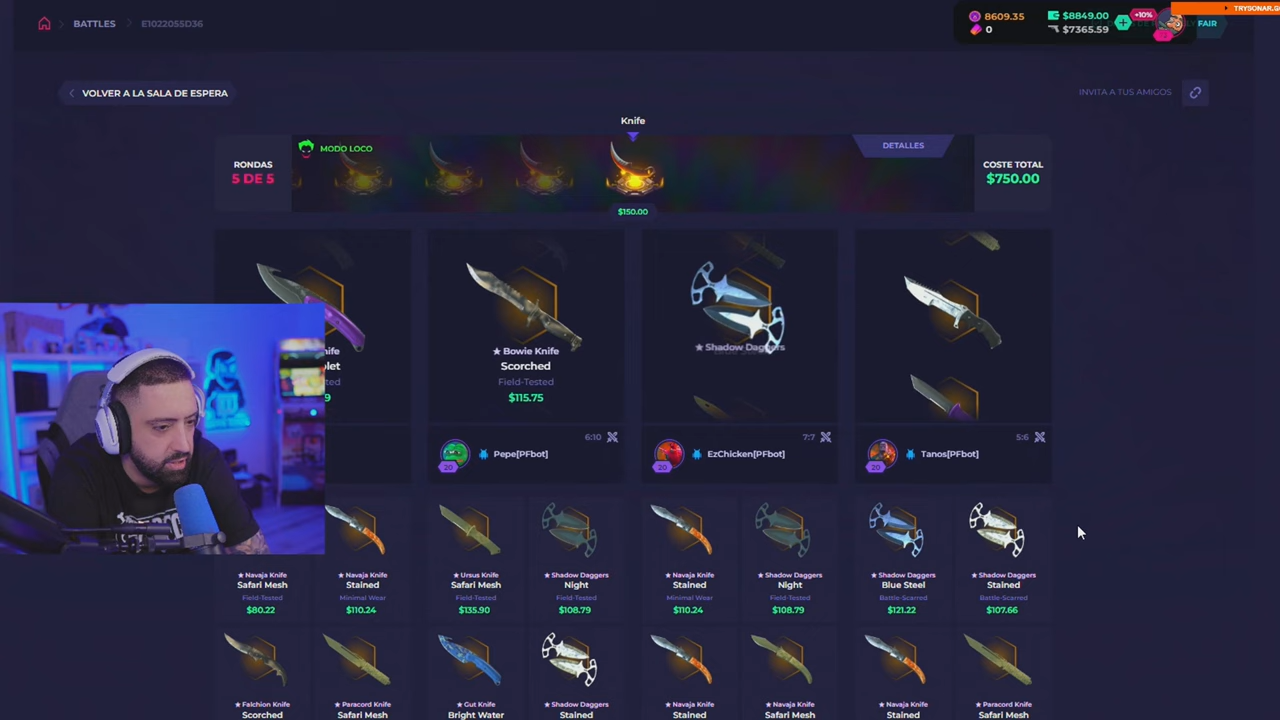 TRYSONAR.G
BATTLES
E1022055D36
8609.35
$8849.00
+10%
FAIR
0
$7365.59
VOLVER A LA SALA DE ESPERA
INVITA A TUS AMIGOS
Knife
MODO LOCO
DETALLES
RONDAS
5 DE 5
COSTE TOTAL
$750.00
$150.00
★ Bowie Knife
Scorched
Field-Tested
$115.75
★ Shadow Daggers
6:10
7:7
5:6
20
Pepe[PFbot]
20
EzChicken[PFbot]
20
Tanos[PFbot]
★ Navaja Knife
★ Navaja Knife
★ Ursus Knife
★ Shadow Daggers
★ Navaja Knife
★ Shadow Daggers
★ Shadow Daggers
★ Shadow Daggers
Safari Mesh
Stained
Safari Mesh
Night
Stained
Night
Blue Steel
Stained
Field-Tested
Minimal Wear
Field-Tested
Field-Tested
Minimal Wear
Field-Tested
Battle-Scarred
Battle-Scarred
$80.22
$110.24
$135.90
$108.79
$110.24
$108.79
$121.22
$107.66
★ Falchion Knife
★ Paracord Knife
★ Gut Knife
★ Shadow Daggers
★ Navaja Knife
★ Navaja Knife
★ Navaja Knife
★ Paracord Knife
Scorched
Safari Mesh
Bright Water
Stained
Stained
Safari Mesh
Stained
Safari Mesh